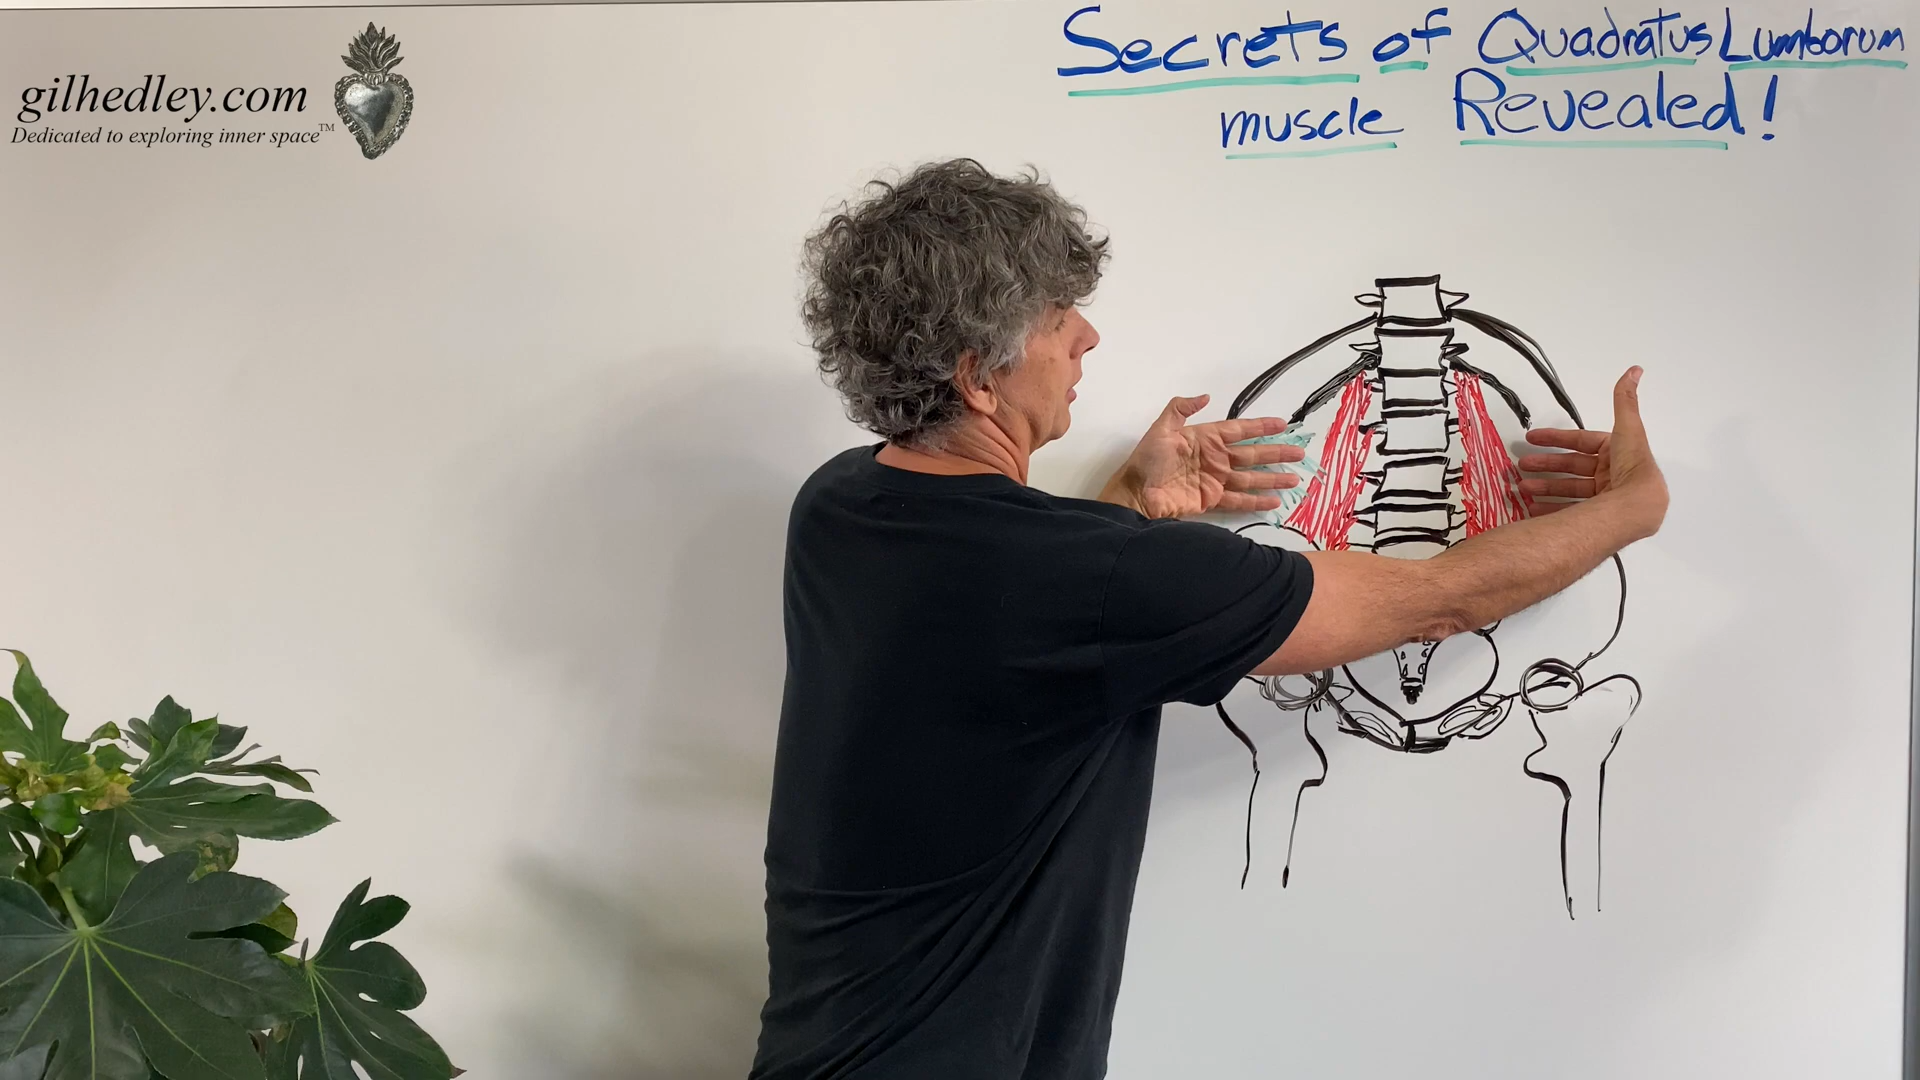 gilhedley.com
Dedicated to exploring inner space™
Secrets of Quadratus Lumborum
muscle Revealed!